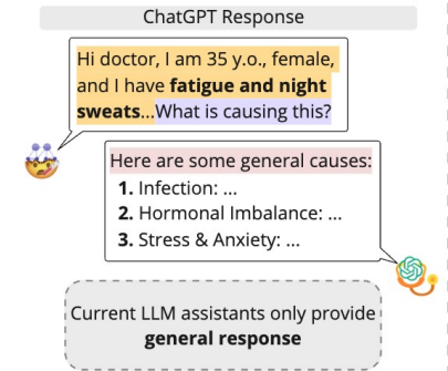 ChatGPT Response
Hi doctor, I am 35 y.o., female,
and I have fatigue and night
sweats...What is causing this?
Here are some general causes:
1. Infection: ...
2. Hormonal Imbalance: ...
3. Stress & Anxiety: ...
Current LLM assistants only provide
general response